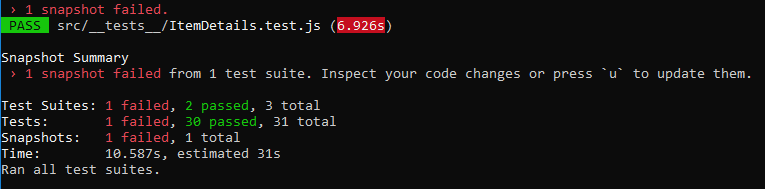 › 1 snapshot failed.
PASS src/__tests__/ItemDetails.test.js (6.926s)
Snapshot Summary
› 1 snapshot failed from 1 test suite. Inspect your code changes or press `u` to update them.
Test Suites: 1 failed, 2 passed, 3 total
Tests: 1 failed, 30 passed, 31 total
Snapshots: 1 failed, 1 total
Time: 10.587s, estimated 31s
Ran all test suites.